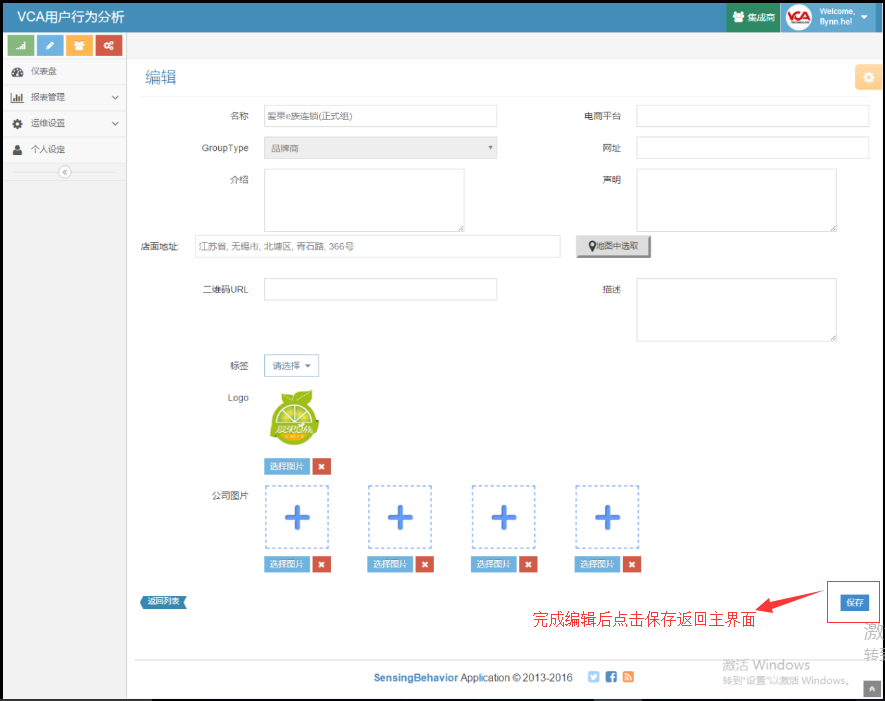 VCA用户行为分析
集成商
VCA
Welcome,
flynn.he!
仪表盘
报表管理
运维设置
个人设定
编辑
名称
爱果e族连锁(正式组)
电商平台
GroupType
品牌商
网址
介绍
声明
店面地址:
江苏省, 无锡市, 北塘区, 青石路, 366号
地图中选取
二维码URL
描述
标签
请选择
Logo
选择图片
公司图片
选择图片
选择图片
选择图片
选择图片
返回列表
保存
完成编辑后点击保存返回主界面
激活 Windows
转到"设置"以激活 Windows。
激
转到
SensingBehavior Application © 2013-2016